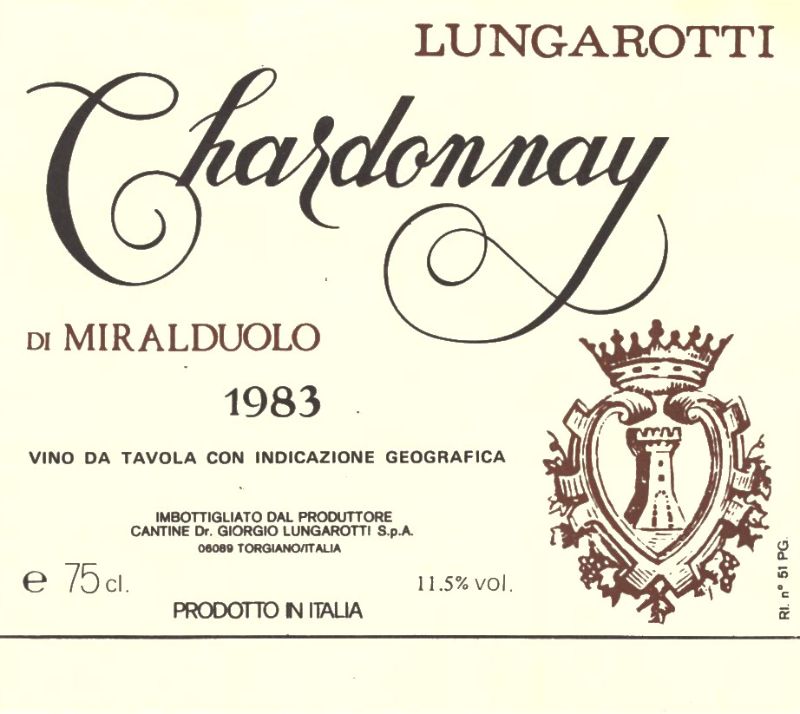 LUNGAROTTI
Chardonnay
DI MIRALDUOLO
1983
VINO DA TAVOLA CON INDICAZIONE GEOGRAFICA
IMBOTTIGLIATO DAL PRODUTTORE
CANTINE Dr. GIORGIO LUNGAROTTI S.p.A.
06089 TORGIANO/ITALIA
e 75 cl.
11.5% vol.
PRODOTTO IN ITALIA
RI. n° 51 PG.